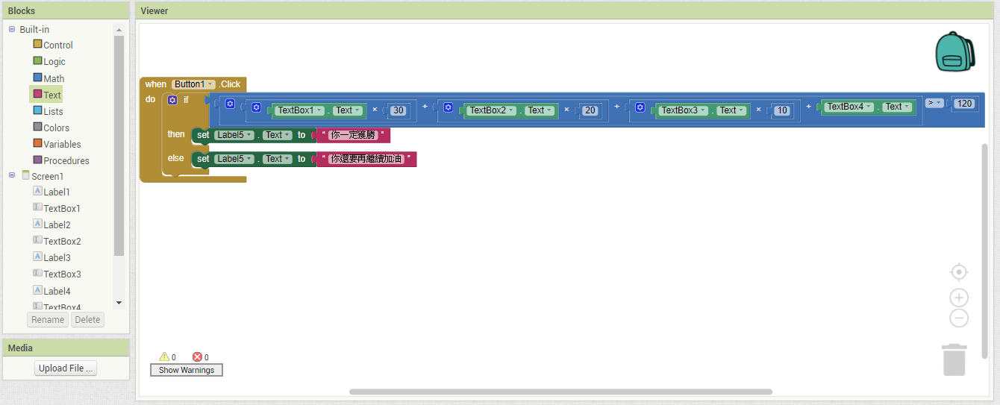 Blocks
Built-in
Control
Logic
Math
Text
Lists
Colors
Variables
Procedures
Screen1
Label1
TextBox1
Label2
TextBox2
Label3
TextBox3
Label4
TextBox4
Rename Delete
Media
Upload File ...
Viewer
when Button1 .Click
do if TextBox1 . Text × 30 + TextBox2 . Text × 20 + TextBox3 . Text × 10 + TextBox4 . Text > 120
then set Label5 . Text to “ 你一定獲勝 ”
else set Label5 . Text to “ 你還要再繼續加油 ”
0 0
Show Warnings